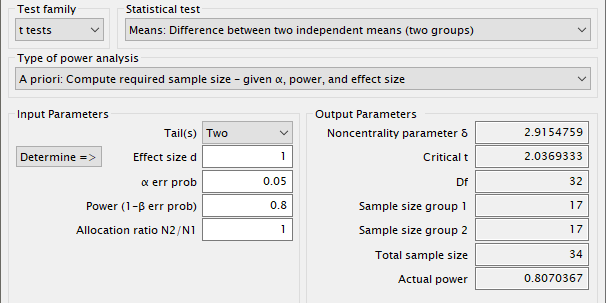 Test family
Statistical test
t tests
Means: Difference between two independent means (two groups)
Type of power analysis
A priori: Compute required sample size – given α, power, and effect size
Input Parameters
Output Parameters
Tail(s) Two
Noncentrality parameter δ 2.9154759
Determine => Effect size d 1
Critical t 2.0369333
α err prob 0.05
Df 32
Power (1–β err prob) 0.8
Sample size group 1 17
Allocation ratio N2/N1 1
Sample size group 2 17
Total sample size 34
Actual power 0.8070367